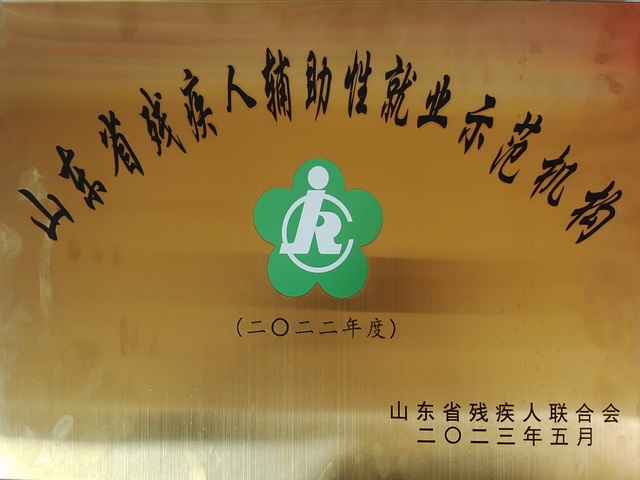 山东省残疾人辅助性就业示范机构
(二〇二二年度)
山东省残疾人联合会
二〇二三年五月